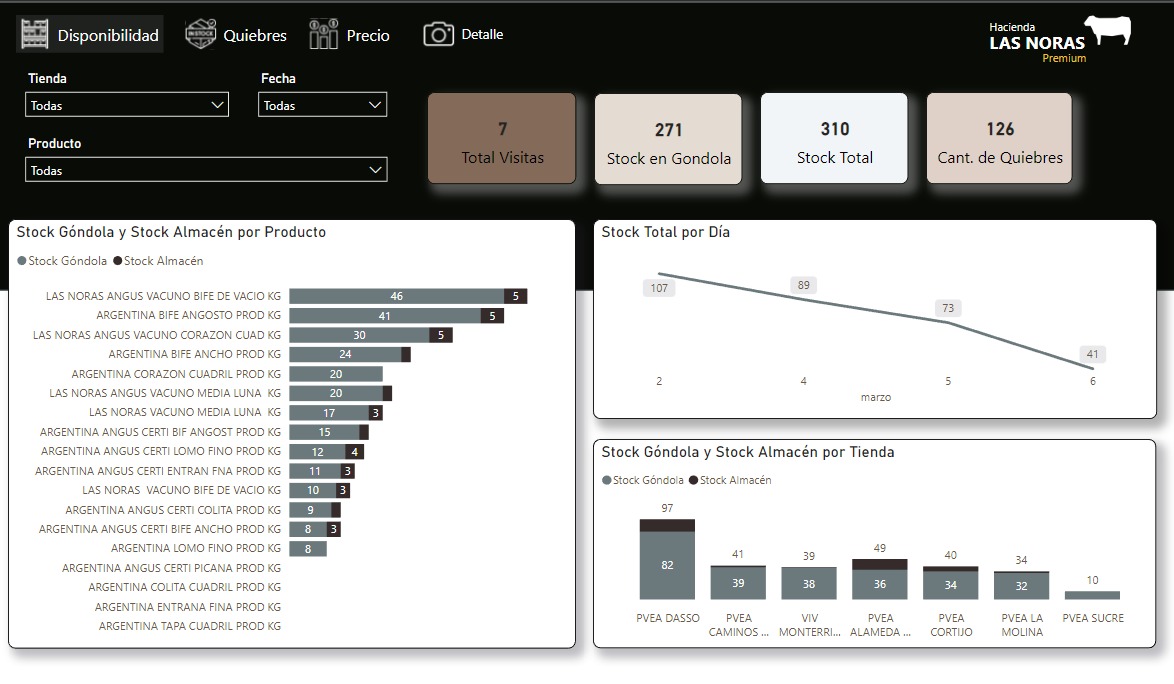 Disponibilidad
Quiebres
Precio
Detalle
Hacienda
LAS NORAS
Premium
Tienda
Fecha
Todas
Todas
Producto
Todas
7
Total Visitas
271
Stock en Gondola
310
Stock Total
126
Cant. de Quiebres
Stock Góndola y Stock Almacén por Producto
Stock Góndola Stock Almacén
LAS NORAS ANGUS VACUNO BIFE DE VACIO KG 46 5
ARGENTINA BIFE ANGOSTO PROD KG 41 5
LAS NORAS ANGUS VACUNO CORAZON CUAD KG 30 5
ARGENTINA BIFE ANCHO PROD KG 24
ARGENTINA CORAZON CUADRIL PROD KG 20
LAS NORAS ANGUS VACUNO MEDIA LUNA KG 20
LAS NORAS VACUNO MEDIA LUNA KG 17 3
ARGENTINA ANGUS CERTI BIF ANGOST PROD KG 15
ARGENTINA ANGUS CERTI LOMO FINO PROD KG 12 4
ARGENTINA ANGUS CERTI ENTRAN FNA PROD KG 11 3
LAS NORAS VACUNO BIFE DE VACIO KG 10 3
ARGENTINA ANGUS CERTI COLITA PROD KG 9
ARGENTINA ANGUS CERTI BIFE ANCHO PROD KG 8 3
ARGENTINA LOMO FINO PROD KG 8
ARGENTINA ANGUS CERTI PICANA PROD KG
ARGENTINA COLITA CUADRIL PROD KG
ARGENTINA ENTRANA FINA PROD KG
ARGENTINA TAPA CUADRIL PROD KG
Stock Total por Día
107
89
73
41
2 4 5 6
marzo
Stock Góndola y Stock Almacén por Tienda
Stock Góndola Stock Almacén
97 41 39 49 40 34 10
82 39 38 36 34 32
PVEA DASSO
PVEA
CAMINOS ...
VIV
MONTERRI...
PVEA
ALAMEDA ...
PVEA
CORTIJO
PVEA LA
MOLINA
PVEA SUCRE